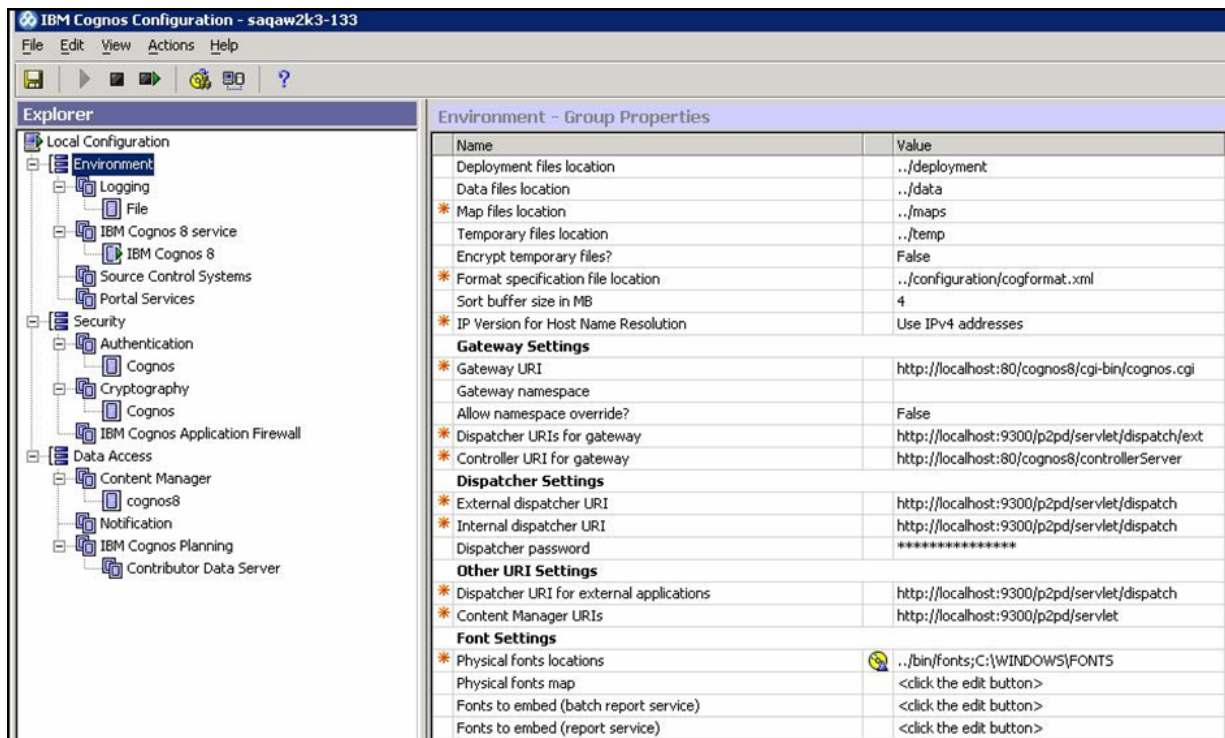 IBM Cognos Configuration - saqaw2k3-133
File Edit View Actions Help
?
Explorer
Local Configuration
Environment
Logging
File
IBM Cognos 8 service
IBM Cognos 8
Source Control Systems
Portal Services
Security
Authentication
Cognos
Cryptography
Cognos
IBM Cognos Application Firewall
Data Access
Content Manager
cognos8
Notification
IBM Cognos Planning
Contributor Data Server
Environment - Group Properties
Name Value
Deployment files location ../deployment
Data files location ../data
* Map files location ../maps
Temporary files location ../temp
Encrypt temporary files? False
* Format specification file location ../configuration/cogformat.xml
Sort buffer size in MB 4
* IP Version for Host Name Resolution Use IPv4 addresses
Gateway Settings
* Gateway URI http://localhost:80/cognos8/cgi-bin/cognos.cgi
Gateway namespace
Allow namespace override? False
* Dispatcher URIs for gateway http://localhost:9300/p2pd/servlet/dispatch/ext
* Controller URI for gateway http://localhost:80/cognos8/controllerServer
Dispatcher Settings
* External dispatcher URI http://localhost:9300/p2pd/servlet/dispatch
* Internal dispatcher URI http://localhost:9300/p2pd/servlet/dispatch
Dispatcher password ***************
Other URI Settings
* Dispatcher URI for external applications http://localhost:9300/p2pd/servlet/dispatch
* Content Manager URIs http://localhost:9300/p2pd/servlet
Font Settings
* Physical fonts locations ../bin/fonts;C:\WINDOWS\FONTS
Physical fonts map <click the edit button>
Fonts to embed (batch report service) <click the edit button>
Fonts to embed (report service) <click the edit button>